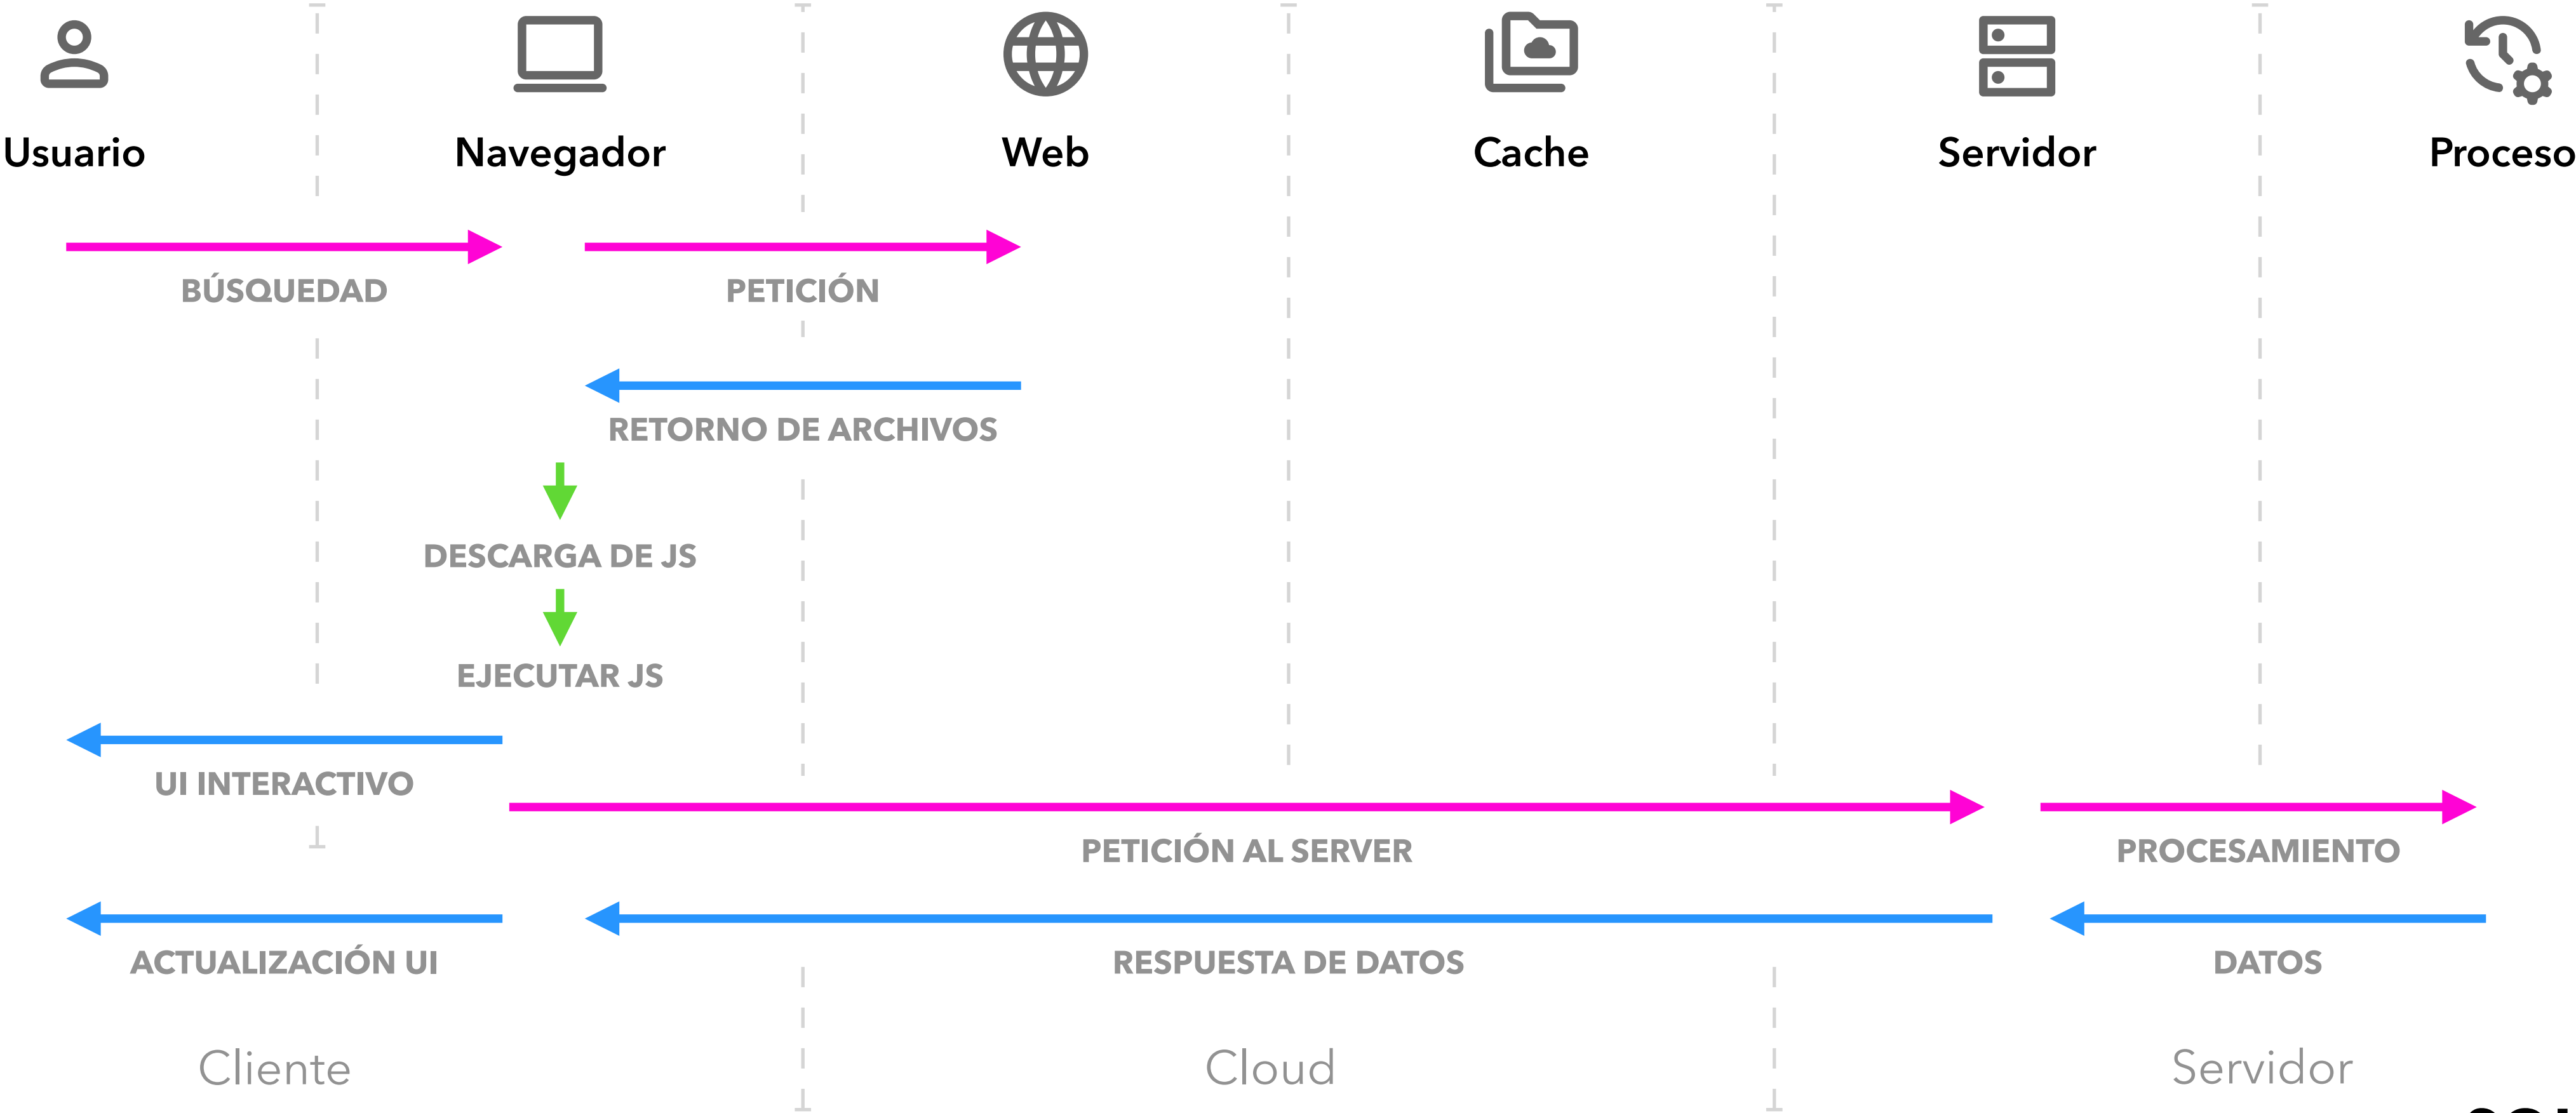 Usuario
Navegador
Web
Cache
Servidor
Proceso
BÚSQUEDAD
PETICIÓN
RETORNO DE ARCHIVOS
DESCARGA DE JS
EJECUTAR JS
UI INTERACTIVO
PETICIÓN AL SERVER
PROCESAMIENTO
ACTUALIZACIÓN UI
RESPUESTA DE DATOS
DATOS
Cliente
Cloud
Servidor